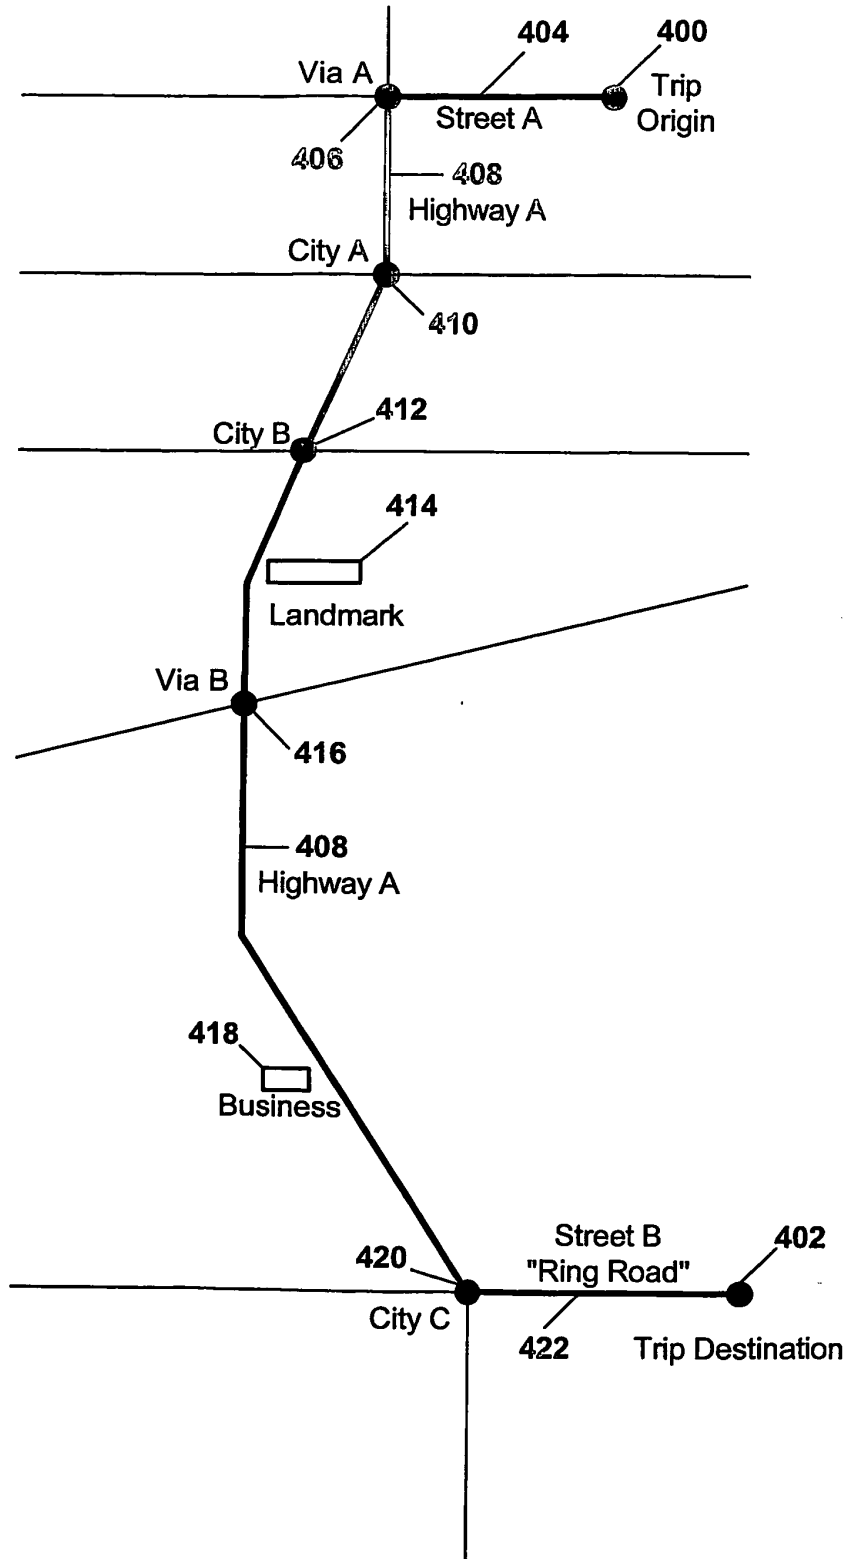 404
400
Via A
Trip
Origin
Street A
406
408
Highway A
City A
410
412
City B
414
Landmark
Via B
416
408
Highway A
418
Business
Street B
"Ring Road"
402
420
City C
422
Trip Destination